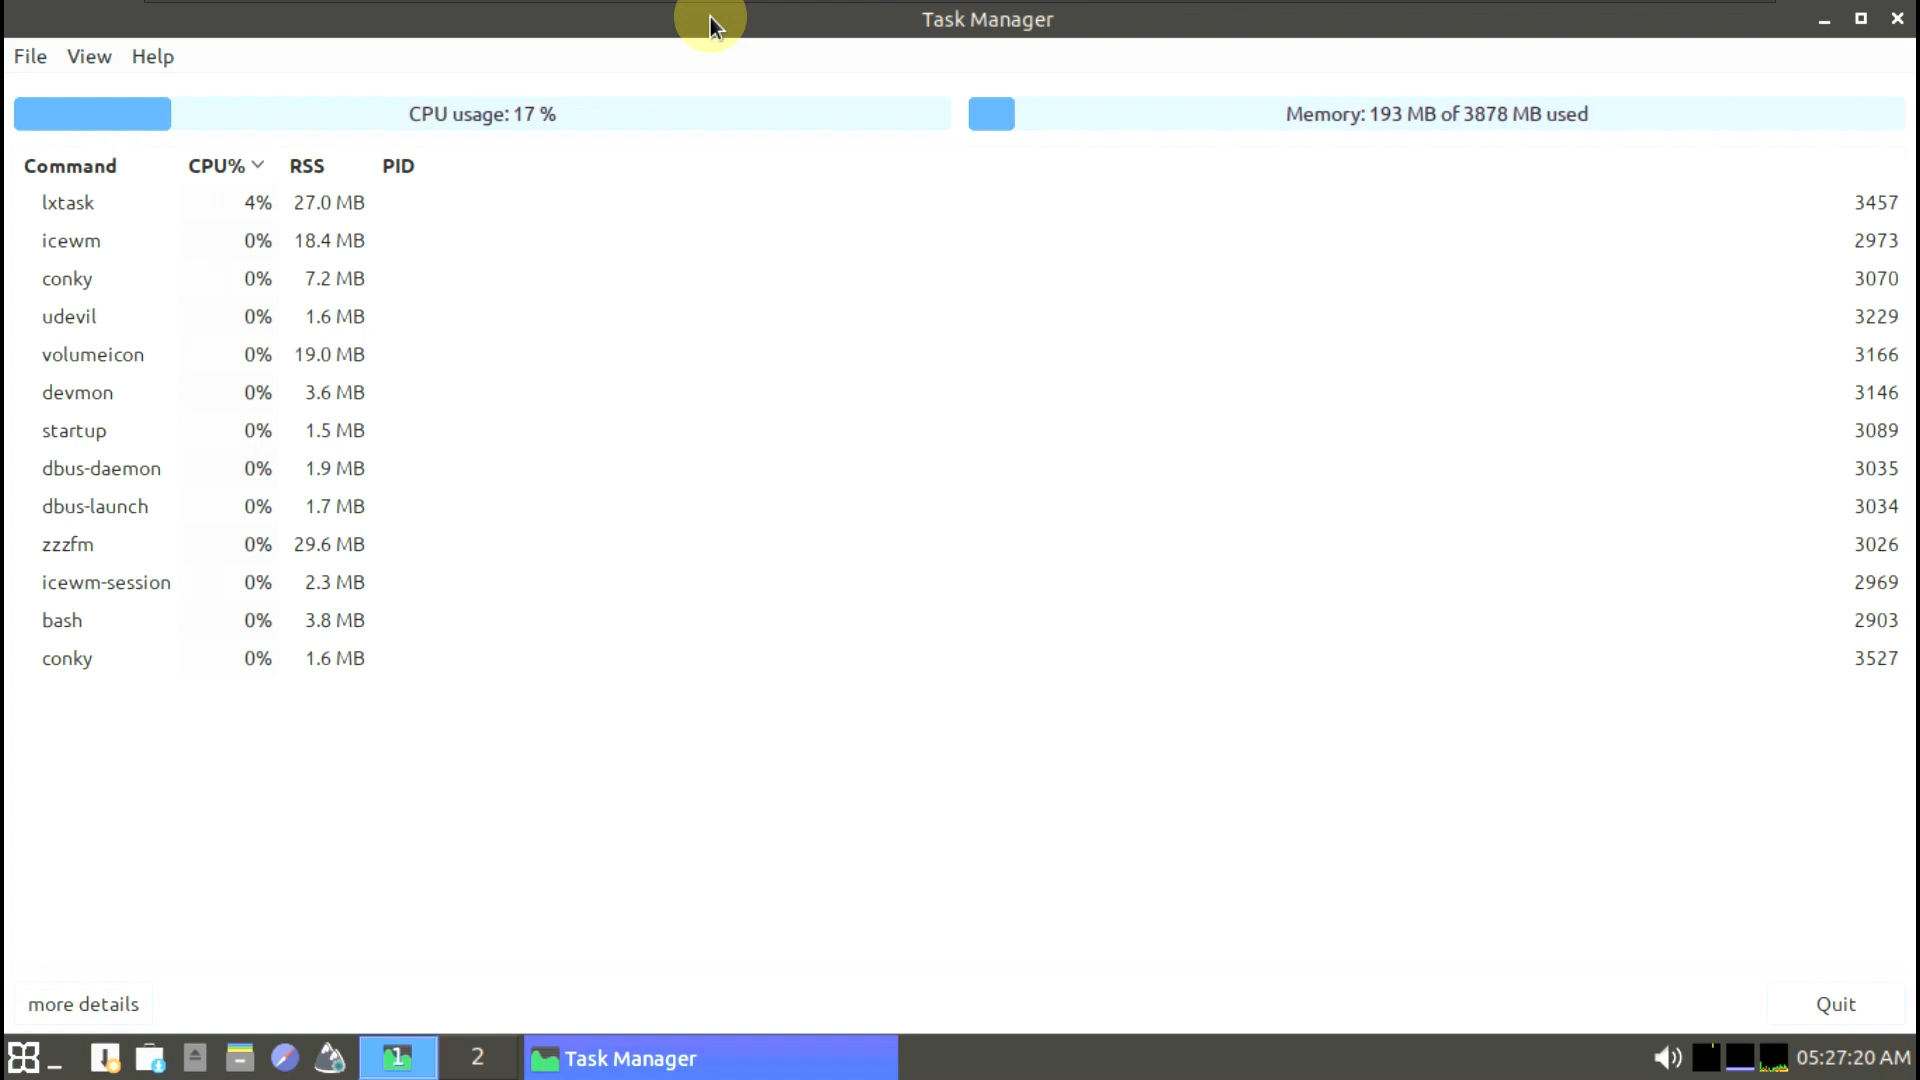 Task Manager
File View Help
CPU usage: 17 % Memory: 193 MB of 3878 MB used
Command CPU% RSS PID
lxtask 4% 27.0 MB 3457
icewm 0% 18.4 MB 2973
conky 0% 7.2 MB 3070
udevil 0% 1.6 MB 3229
volumeicon 0% 19.0 MB 3166
devmon 0% 3.6 MB 3146
startup 0% 1.5 MB 3089
dbus-daemon 0% 1.9 MB 3035
dbus-launch 0% 1.7 MB 3034
zzzfm 0% 29.6 MB 3026
icewm-session 0% 2.3 MB 2969
bash 0% 3.8 MB 2903
conky 0% 1.6 MB 3527
more details Quit
1 2 Task Manager 05:27:20 AM